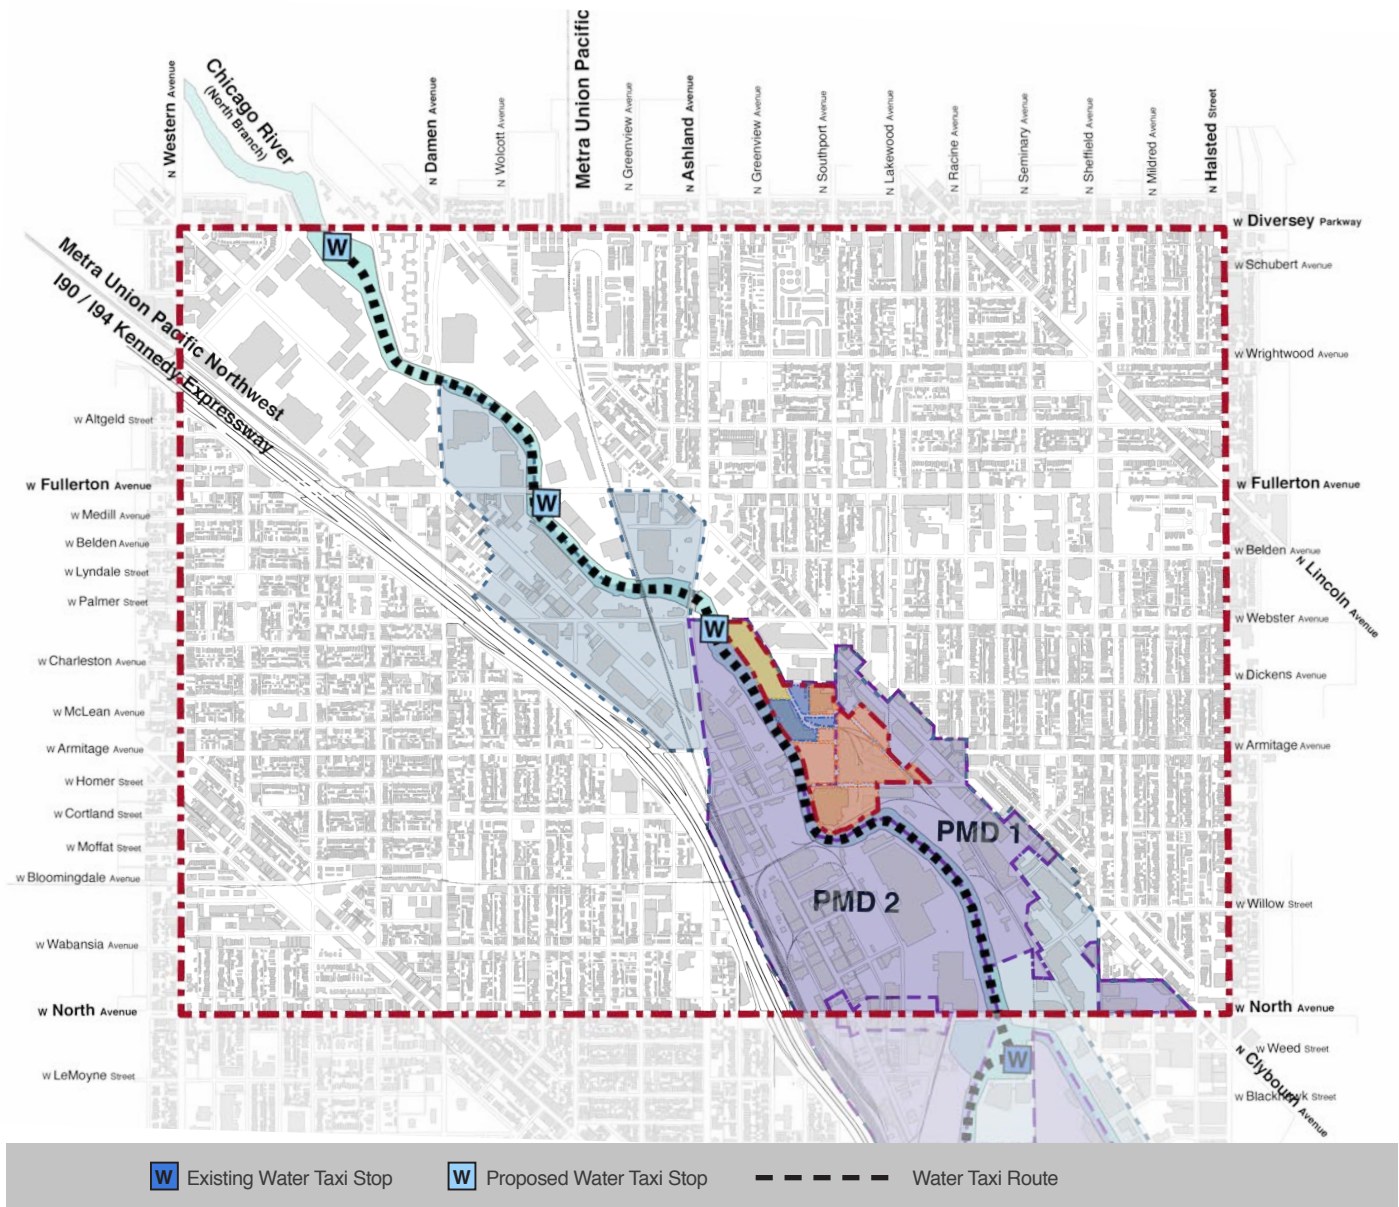 Metra Union Pacific
N Western Avenue
Chicago River
(North Branch)
N Damen Avenue
N Wolcott Avenue
N Greenview Avenue
N Ashland Avenue
N Greenview Avenue
N Southport Avenue
N Lakewood Avenue
N Racine Avenue
N Seminary Avenue
N Sheffield Avenue
N Mildred Avenue
N Halsted Street
W Diversey Parkway
W Schubert Avenue
W Wrightwood Avenue
W Fullerton Avenue
W Belden Avenue
N Lincoln Avenue
W Webster Avenue
W Dickens Avenue
W Armitage Avenue
W Willow Street
W North Avenue
W Weed Street
N Clybourn Avenue
W Blackhawk Street
Metra Union Pacific Northwest
I90 / I94 Kennedy Expressway
W Altgeld Street
W Fullerton Avenue
W Medill Avenue
W Belden Avenue
W Lyndale Street
W Palmer Street
W Charleston Avenue
W McLean Avenue
W Armitage Avenue
W Homer Street
W Cortland Avenue
W Moffat Street
W Bloomingdale Avenue
W Wabansia Avenue
W North Avenue
W LeMoyne Street
W
W
W
PMD 1
PMD 2
W
W Existing Water Taxi Stop
W Proposed Water Taxi Stop
Water Taxi Route